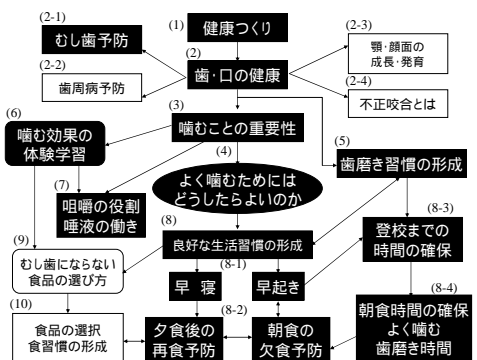 (1)
健康つくり
(2-1)
むし歯予防
(2)
歯・口の健康
(2-3)
顎・顔面の
成長・発育
(2-2)
歯周病予防
(2-4)
不正咬合とは
(3)
噛むことの重要性
(6)
噛む効果の
体験学習
(4)
よく噛むためには
どうしたらよいのか
(5)
歯磨き習慣の形成
(7)
咀嚼の役割
唾液の働き
(8)
良好な生活習慣の形成
(8-3)
登校までの
時間の確保
(9)
むし歯にならない
食品の選び方
(8-1)
早　寝
早起き
(8-4)
朝食時間の確保
よく噛む
歯磨き時間
(10)
食品の選択
食習慣の形成
(8-2)
夕食後の
再食予防
朝食の
欠食予防